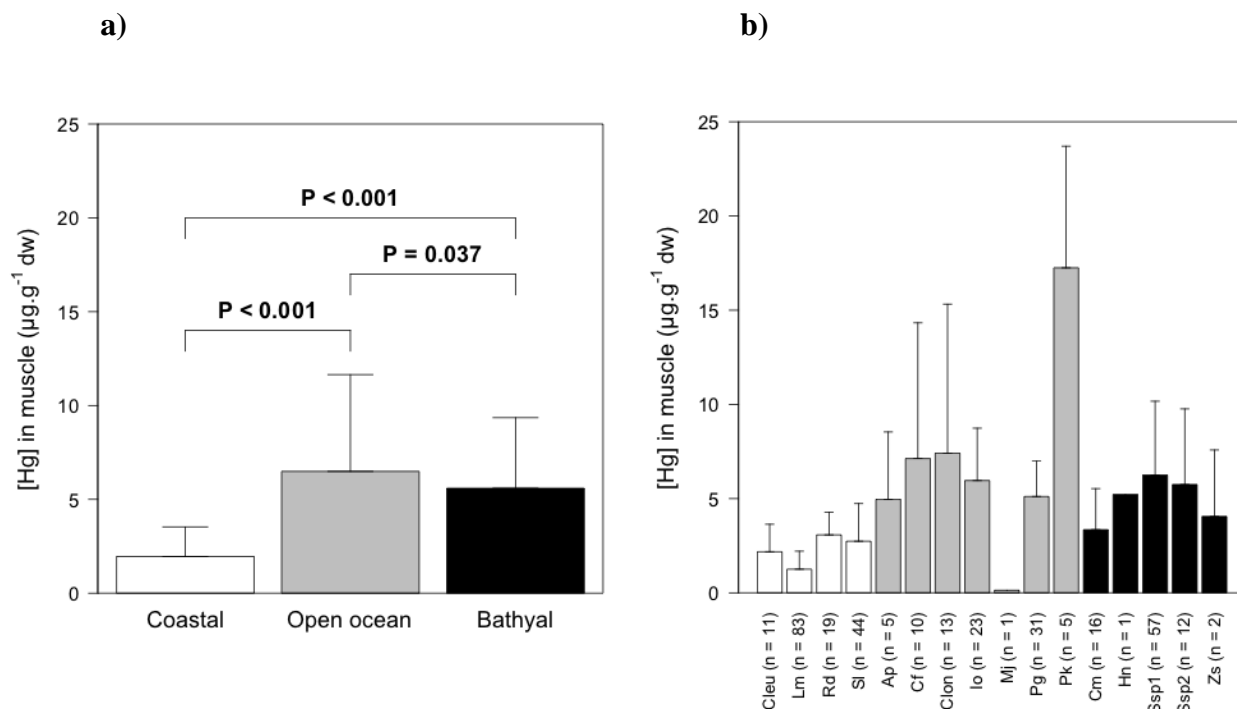 a)
[Hg] in muscle (µg.g⁻¹ dw)
25
20
15
10
5
0
P < 0.001
P = 0.037
P < 0.001
Coastal
Open ocean
Bathyal
b)
[Hg] in muscle (µg.g⁻¹ dw)
25
20
15
10
5
0
Cleu (n = 11)
Lm (n = 83)
Rd (n = 19)
Sl (n = 44)
Ap (n = 5)
Cf (n = 10)
Clon (n = 13)
Io (n = 23)
Mj (n = 1)
Pg (n = 31)
Pk (n = 5)
Cm (n = 16)
Hn (n = 1)
Ssp1 (n = 57)
Ssp2 (n = 12)
Zs (n = 2)